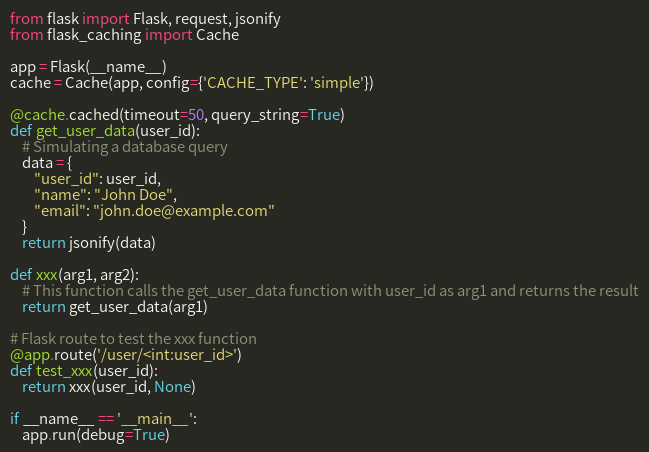 from flask import Flask, request, jsonify
from flask_caching import Cache

app = Flask(__name__)
cache = Cache(app, config={'CACHE_TYPE': 'simple'})

@cache.cached(timeout=50, query_string=True)
def get_user_data(user_id):
    # Simulating a database query
    data = {
        "user_id": user_id,
        "name": "John Doe",
        "email": "john.doe@example.com"
    }
    return jsonify(data)

def xxx(arg1, arg2):
    # This function calls the get_user_data function with user_id as arg1 and returns the result
    return get_user_data(arg1)

# Flask route to test the xxx function
@app.route('/user/<int:user_id>')
def test_xxx(user_id):
    return xxx(user_id, None)

if __name__ == '__main__':
    app.run(debug=True)